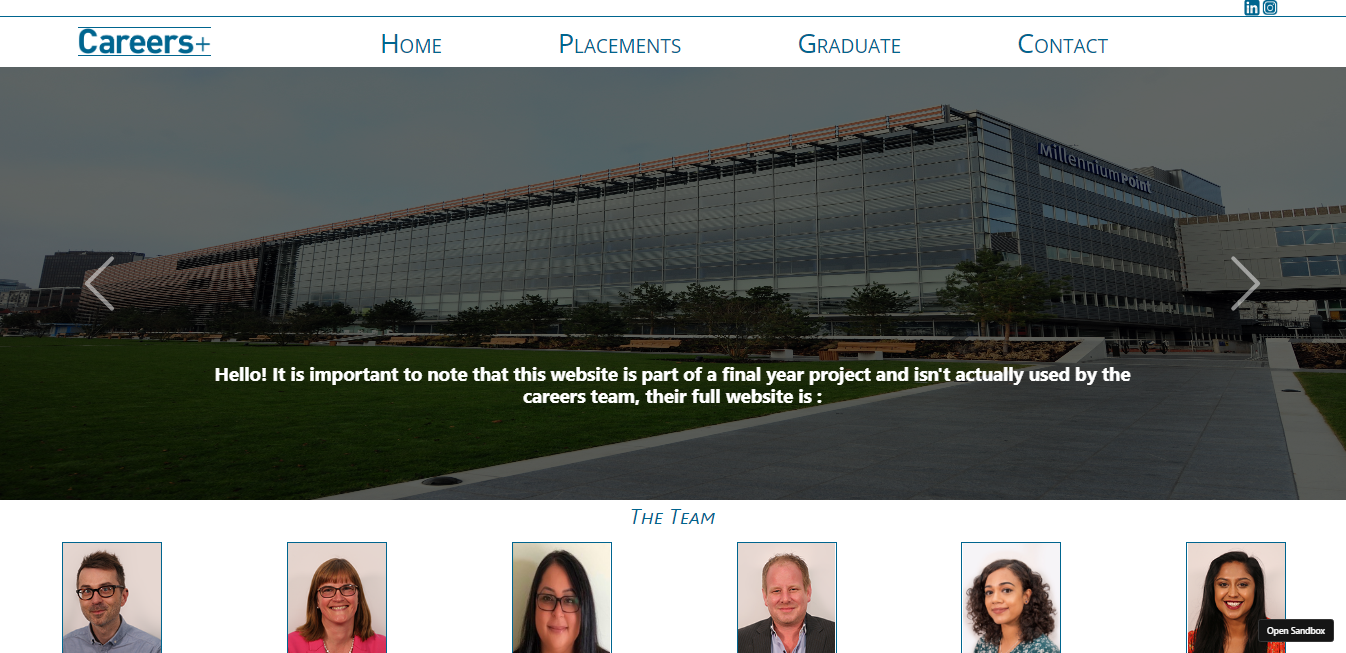 Careers+
Home
Placements
Graduate
Contact
Millennium Point
Hello! It is important to note that this website is part of a final year project and isn't actually used by the
careers team, their full website is :
The Team
Open Sandbox